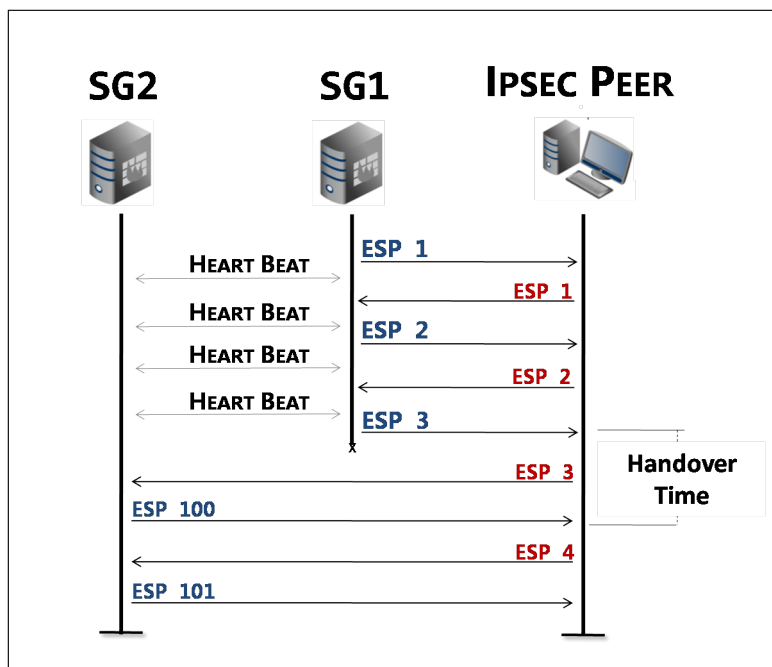 SG2
SG1
IPSEC PEER
ESP 1
HEART BEAT
ESP 1
HEART BEAT
ESP 2
HEART BEAT
ESP 2
HEART BEAT
ESP 3
x
Handover
Time
ESP 3
ESP 100
ESP 4
ESP 101